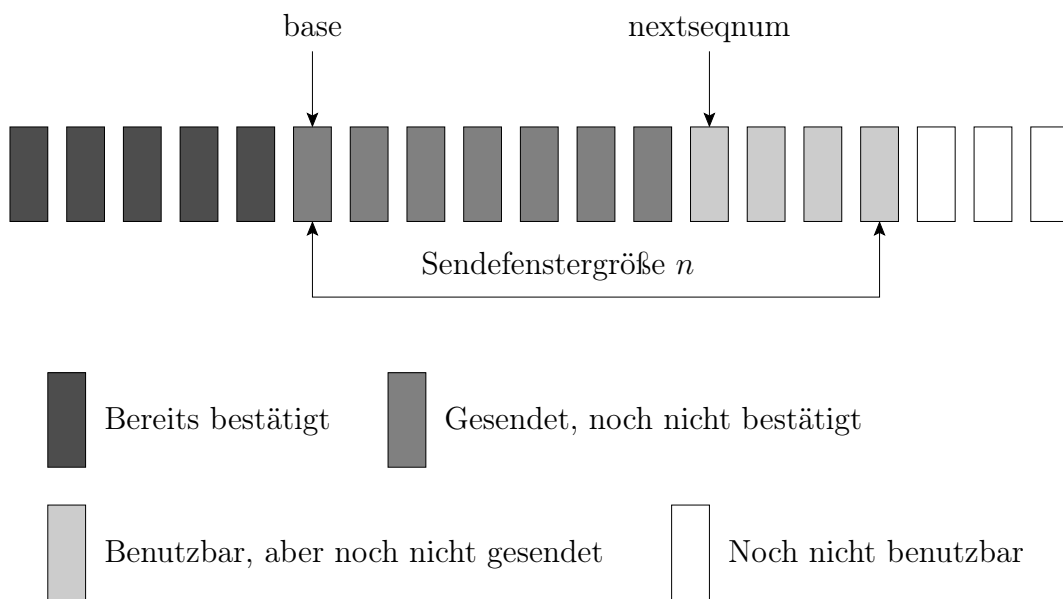 base
nextseqnum
Sendefenstergröße n
Bereits bestätigt
Gesendet, noch nicht bestätigt
Benutzbar, aber noch nicht gesendet
Noch nicht benutzbar